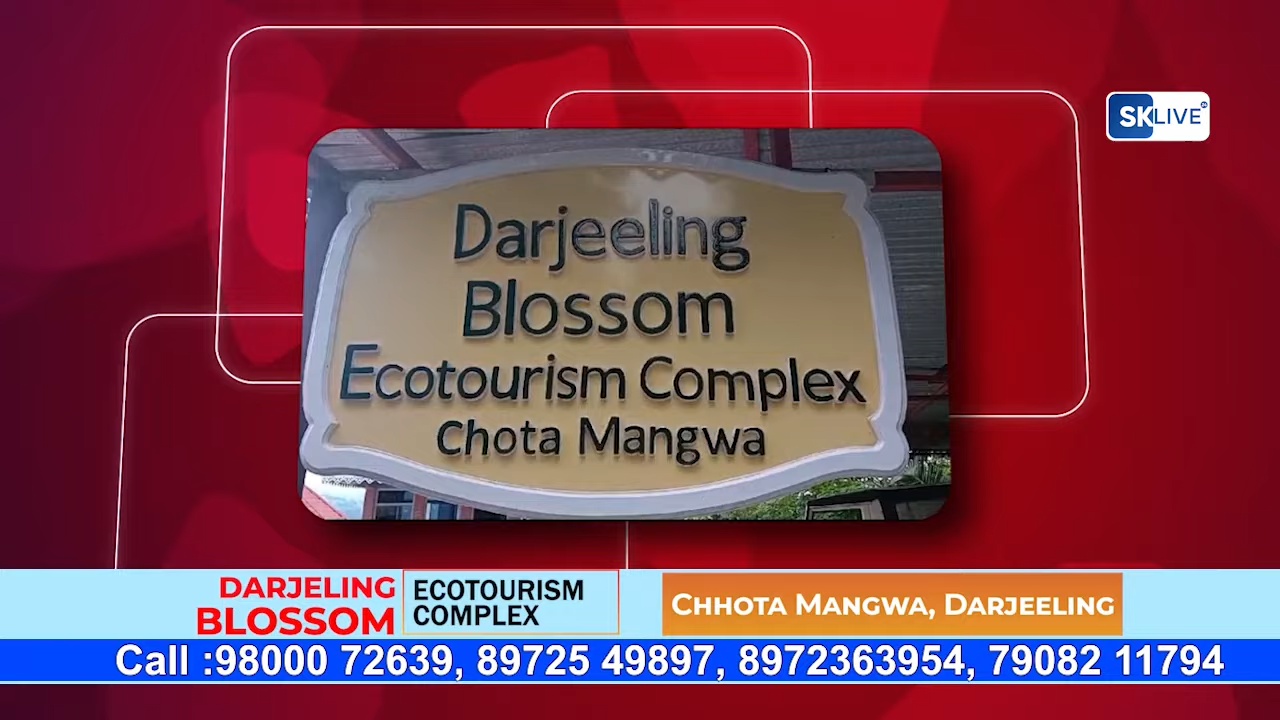 SKLIVE
Darjeeling
Blossom
Ecotourism Complex
Chota Mangwa
DARJELING
BLOSSOM
ECOTOURISM
COMPLEX
CHHOTA MANGWA, DARJEELING
Call :98000 72639, 89725 49897, 8972363954, 79082 11794